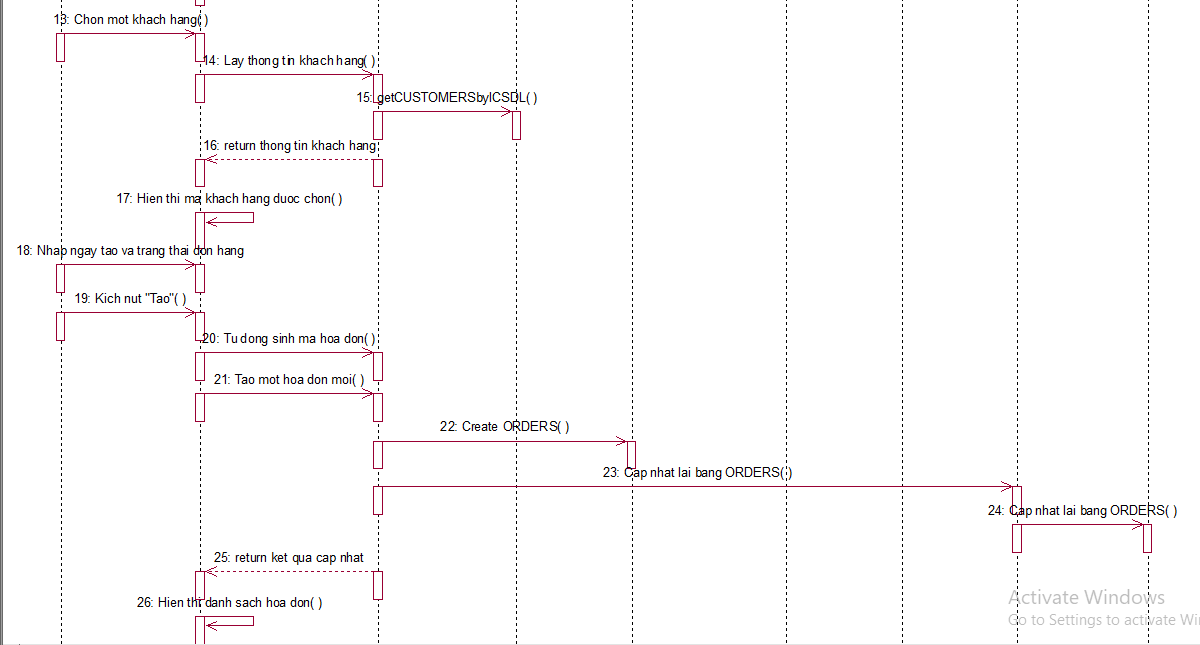 13: Chon mot khach hang( )
14: Lay thong tin khach hang( )
15: getCUSTOMERSbyICSDL( )
16: return thong tin khach hang
17: Hien thi ma khach hang duoc chon( )
18: Nhap ngay tao va trang thai don hang
19: Kich nut "Tao"( )
20: Tu dong sinh ma hoa don( )
21: Tao mot hoa don moi( )
22: Create ORDERS( )
23: Cap nhat lai bang ORDERS( )
24: Cap nhat lai bang ORDERS( )
25: return ket qua cap nhat
26: Hien thi danh sach hoa don( )
Activate Windows
Go to Settings to activate Wi